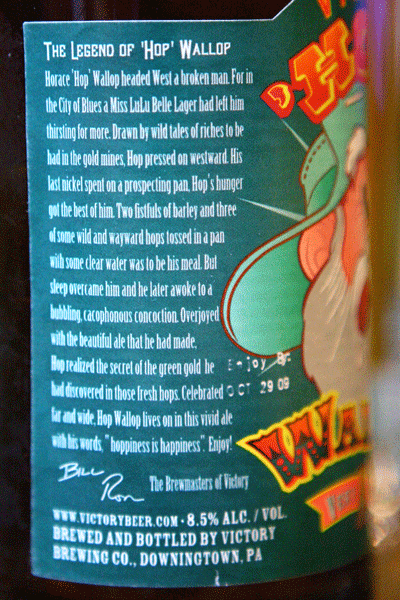 THE LEGEND OF 'HOP' WALLOP
Horace 'Hop' Wallop headed West a broken man. For in
the City of Blues a Miss LuLu Belle Lager had left him
thirsting for more. Drawn by wild tales of riches to be
had in the gold mines, Hop pressed on westward. His
last nickel spent on a prospecting pan, Hop's hunger
got the best of him. Two fistfuls of barley and three
of some wild and wayward hops tossed in a pan
with some clear water was to be his meal. But
sleep overcame him and he later awoke to a
bubbling, cacophonous concoction. Overjoyed
with the beautiful ale that he had made,
Hop realized the secret of the green gold he
had discovered in those fresh hops. Celebrated
far and wide, Hop Wallop lives on in this vivid ale
with his words, "hoppiness is happiness". Enjoy!
Bill
Ron
The Brewmasters of Victory
WWW.VICTORYBEER.COM · 8.5% ALC. / VOL.
BREWED AND BOTTLED BY VICTORY
BREWING CO., DOWNINGTOWN, PA
Enjoy By
OCT 29 09
'H
WA